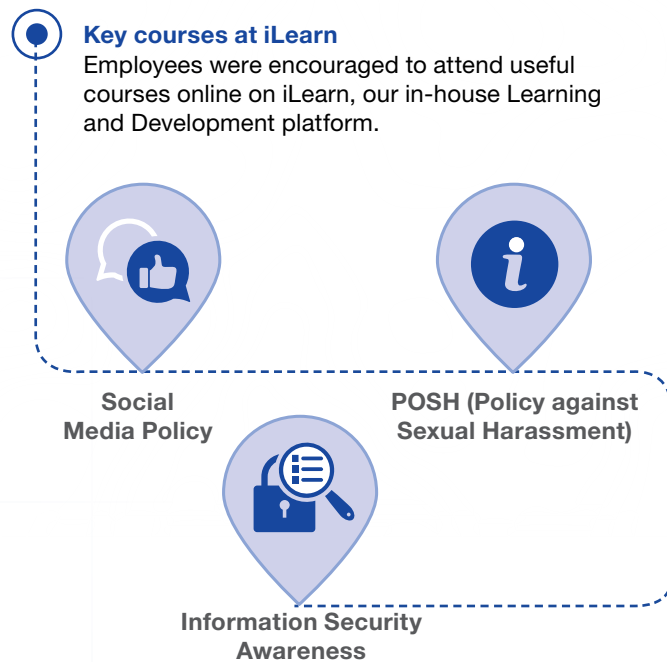 Key courses at iLearn
Employees were encouraged to attend useful
courses online on iLearn, our in-house Learning
and Development platform.
Social
Media Policy
POSH (Policy against
Sexual Harassment)
Information Security
Awareness